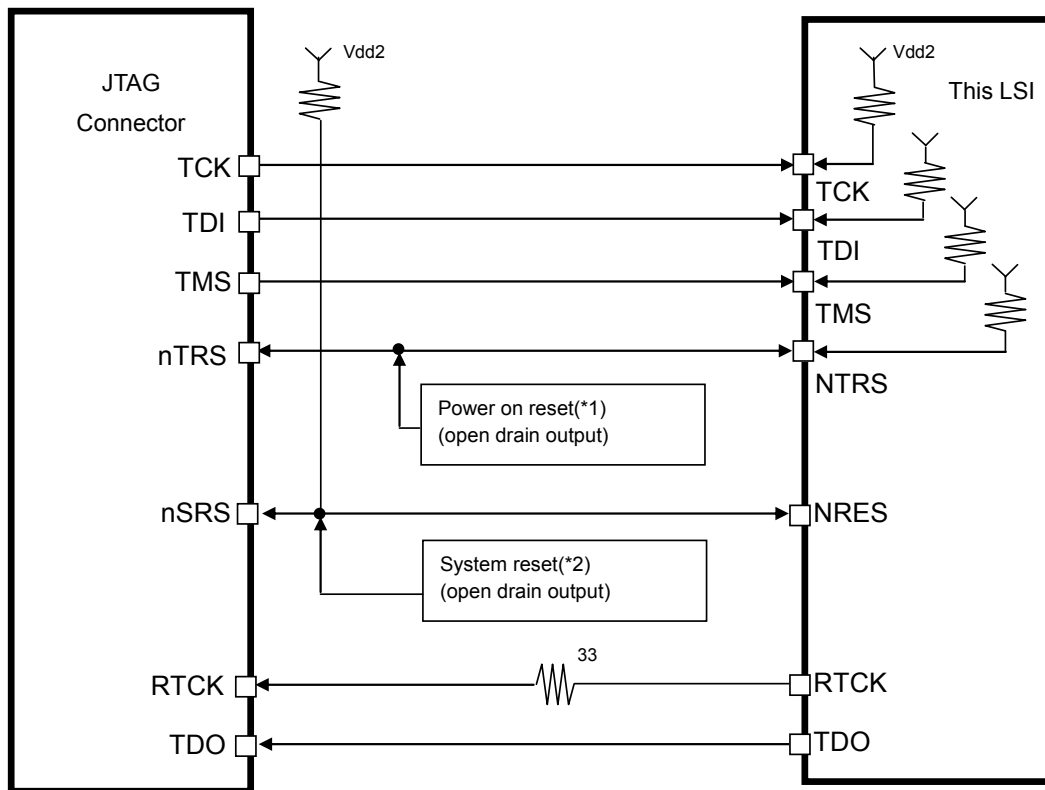 Vdd2
Vdd2
JTAG
Connector
This LSI
TCK
TCK
TDI
TDI
TMS
TMS
nTRS
NTRS
Power on reset(*1)
(open drain output)
nSRS
NRES
System reset(*2)
(open drain output)
33
RTCK
RTCK
TDO
TDO